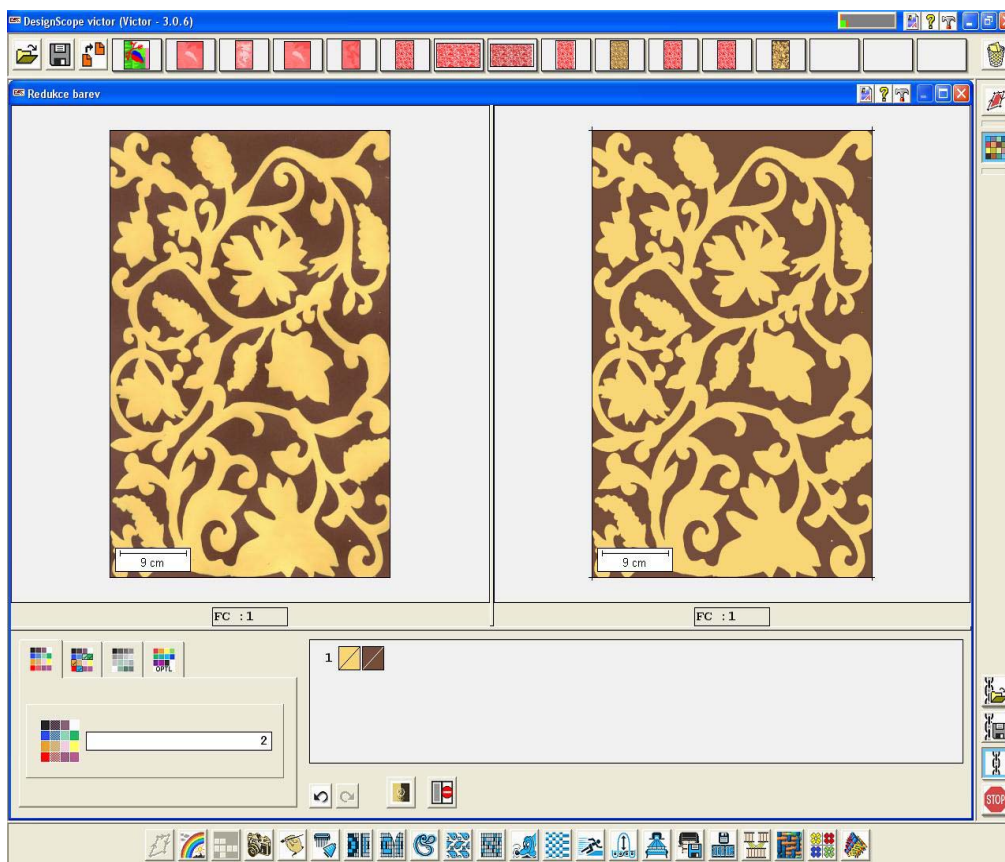 DesignScope victor (Victor - 3.0.6)
Redukce barev
9 cm
9 cm
FC :1
FC :1
OPTL
1
2
STOP